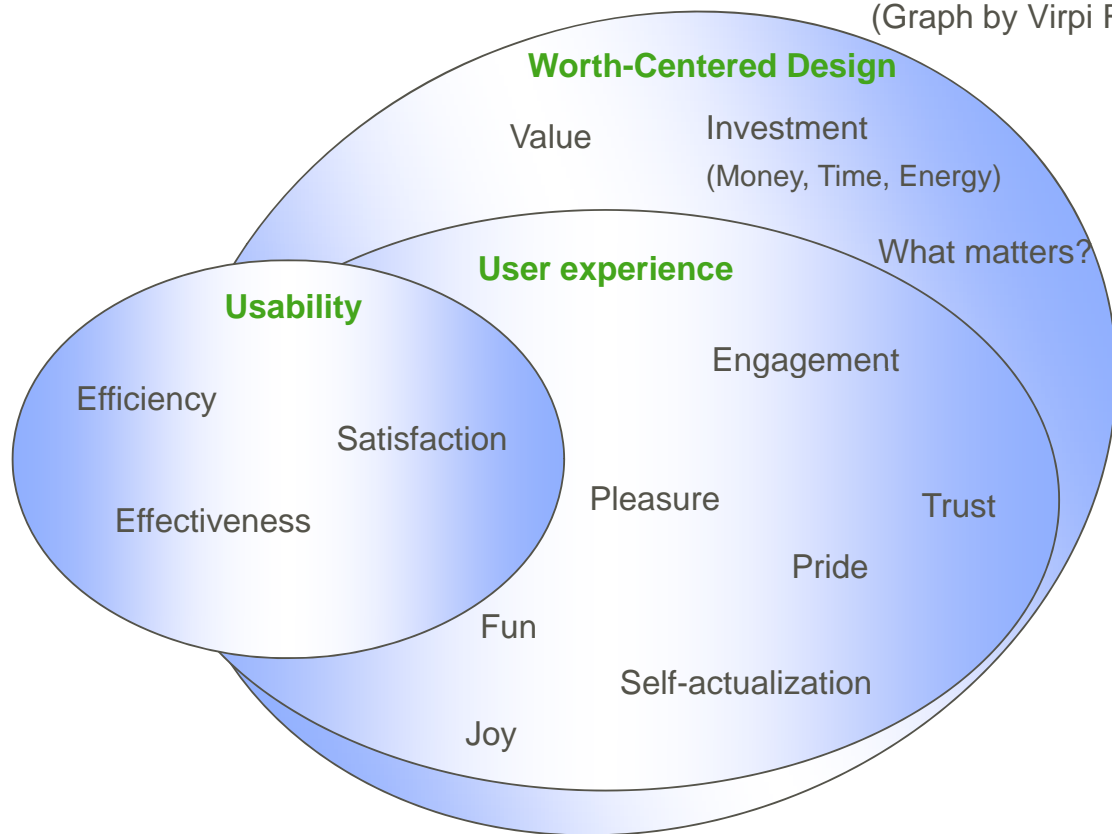 (Graph by Virpi
Worth-Centered Design
Value
Investment
(Money, Time, Energy)
What matters?
User experience
Usability
Engagement
Efficiency
Satisfaction
Pleasure
Trust
Effectiveness
Pride
Fun
Self-actualization
Joy